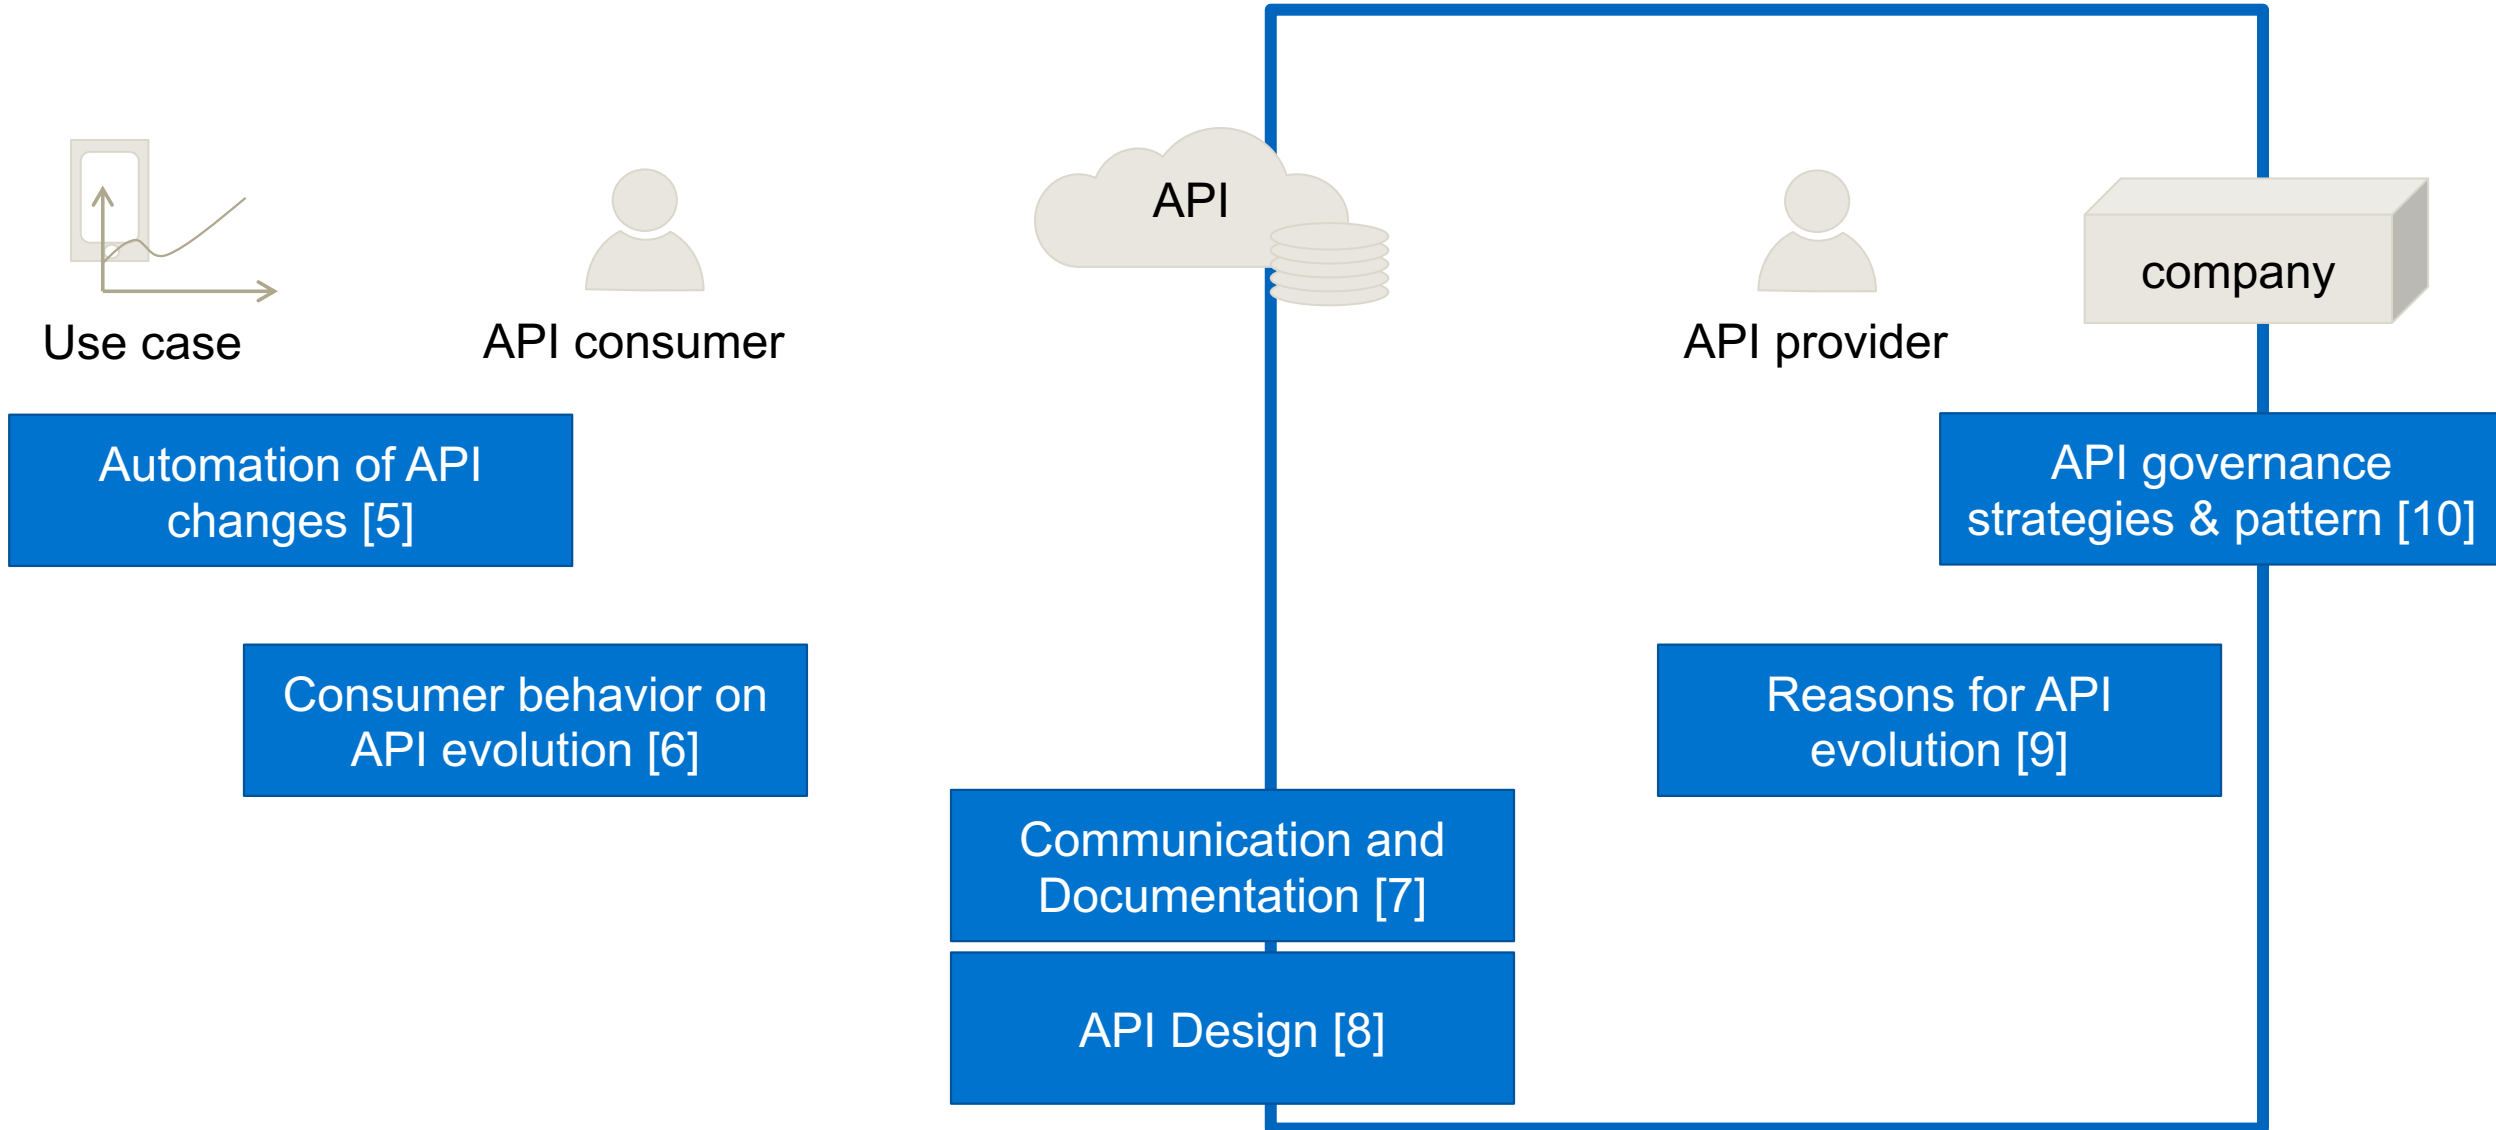 API
company
Use case
API consumer
API provider
Automation of API
changes [5]
API governance
strategies & pattern [10]
Consumer behavior on
API evolution [6]
Reasons for API
evolution [9]
Communication and
Documentation [7]
API Design [8]